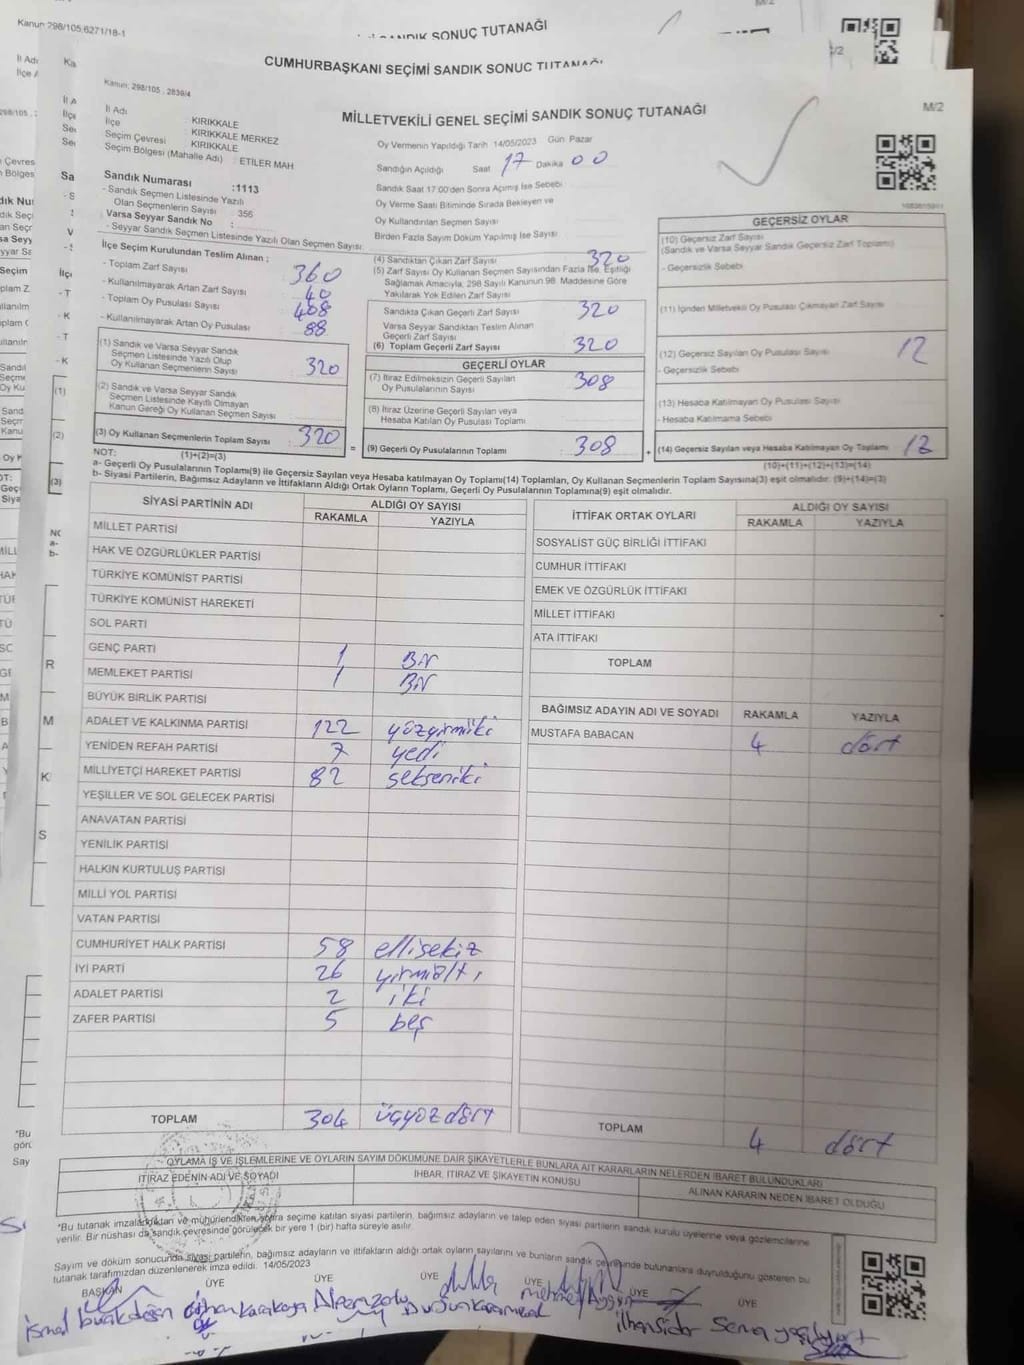 Kanun 298/105,6271/18-1
SANDIK SONUÇ TUTANAĞI
CUMHURBAŞKANI SEÇİMİ SANDIK SONUÇ TUTANAĞI
Kanun; 298/105 , 2839/4
MİLLETVEKİLİ GENEL SEÇİMİ SANDIK SONUÇ TUTANAĞI
M/2
İl Adı : KIRIKKALE
İlçe : KIRIKKALE MERKEZ
Seçim Çevresi : KIRIKKALE
Seçim Bölgesi (Mahalle Adı) : ETİLER MAH
Sandık Numarası :1113
- Sandık Seçmen Listesinde Yazılı
Olan Seçmenlerin Sayısı : 356
Varsa Seyyar Sandık No :
- Seyyar Sandık Seçmen Listesinde Yazılı Olan Seçmen Sayısı:
Oy Vermenin Yapıldığı Tarih 14/05/2023 Gün Pazar
Sandığın Açıldığı Saat 17 Dakika 00
Sandık Saat 17:00'den Sonra Açılmış İse Sebebi
Oy Verme Saati Bitiminde Sırada Bekleyen ve
Oy Kullandırılan Seçmen Sayısı
Birden Fazla Sayım Döküm Yapılmış İse Sayısı
İlçe Seçim Kurulundan Teslim Alınan ;
- Toplam Zarf Sayısı 360
- Kullanılmayarak Artan Zarf Sayısı 40
- Toplam Oy Pusulası Sayısı 408
- Kullanılmayarak Artan Oy Pusulası 88
(1) Sandık ve Varsa Seyyar Sandık
Seçmen Listesinde Yazılı Olup
Oy Kullanan Seçmenlerin Sayısı 320
(2) Sandık ve Varsa Seyyar Sandık
Seçmen Listesinde Kayıtlı Olmayan
Kanun Gereği Oy Kullanan Seçmen Sayısı
(3) Oy Kullanan Seçmenlerin Toplam Sayısı : 320
(1)+(2)=(3)
(4) Sandıktan Çıkan Zarf Sayısı 320
(5) Zarf Sayısı Oy Kullanan Seçmen Sayısından Fazla İse, Eşitliği
Sağlamak Amacıyla, 298 Sayılı Kanunun 98. Maddesine Göre
Yakılarak Yok Edilen Zarf Sayısı
Sandıkta Çıkan Geçerli Zarf Sayısı 320
Varsa Seyyar Sandıktan Teslim Alınan
Geçerli Zarf Sayısı
(6) Toplam Geçerli Zarf Sayısı 320
GEÇERLİ OYLAR
(7) İtiraz Edilmeksizin Geçerli Sayılan
Oy Pusulalarının Sayısı 308
(8) İtiraz Üzerine Geçerli Sayılan veya
Hesaba Katılan Oy Pusulası Toplamı
= (9) Geçerli Oy Pusulalarının Toplamı 308
GEÇERSİZ OYLAR
(10) Geçersiz Zarf Sayısı
(Sandık ve Varsa Seyyar Sandık Geçersiz Zarf Toplamı)
- Geçersizlik Sebebi
(11) İçinden Milletvekili Oy Pusulası Çıkmayan Zarf Sayısı
(12) Geçersiz Sayılan Oy Pusulası Sayısı 12
- Geçersizlik Sebebi
(13) Hesaba Katılmayan Oy Pusulası Sayısı
- Hesaba Katılmama Sebebi
+ (14) Geçersiz Sayılan veya Hesaba Katılmayan Oy Toplamı 12
(10)+(11)+(12)+(13)=(14)
NOT:
a- Geçerli Oy Pusulalarının Toplamı(9) ile Geçersiz Sayılan veya Hesaba katılmayan Oy Toplamı(14) Toplamları, Oy Kullanan Seçmenlerin Toplam Sayısına(3) eşit olmalıdır. (9)+(14)=(3)
b- Siyasi Partilerin, Bağımsız Adayların ve İttifakların Aldığı Ortak Oyların Toplamı, Geçerli Oy Pusulalarının Toplamına(9) eşit olmalıdır.
SİYASİ PARTİNİN ADI ALDIĞI OY SAYISI
RAKAMLA YAZIYLA
MİLLET PARTİSİ
HAK VE ÖZGÜRLÜKLER PARTİSİ
TÜRKİYE KOMÜNİST PARTİSİ
TÜRKİYE KOMÜNİST HAREKETİ
SOL PARTİ
GENÇ PARTİ 1 Bir
MEMLEKET PARTİSİ 1 Bir
BÜYÜK BİRLİK PARTİSİ
ADALET VE KALKINMA PARTİSİ 122 yüzyirmiiki
YENİDEN REFAH PARTİSİ 7 yedi
MİLLİYETÇİ HAREKET PARTİSİ 82 sekseniki
YEŞİLLER VE SOL GELECEK PARTİSİ
ANAVATAN PARTİSİ
YENİLİK PARTİSİ
HALKIN KURTULUŞ PARTİSİ
MİLLİ YOL PARTİSİ
VATAN PARTİSİ
CUMHURİYET HALK PARTİSİ 58 ellisekiz
İYİ PARTİ 26 yirmialtı
ADALET PARTİSİ 2 iki
ZAFER PARTİSİ 5 beş
TOPLAM 304 üçyüzdört
İTTİFAK ORTAK OYLARI ALDIĞI OY SAYISI
RAKAMLA YAZIYLA
SOSYALİST GÜÇ BİRLİĞİ İTTİFAKI
CUMHUR İTTİFAKI
EMEK VE ÖZGÜRLÜK İTTİFAKI
MİLLET İTTİFAKI
ATA İTTİFAKI
TOPLAM
BAĞIMSIZ ADAYIN ADI VE SOYADI RAKAMLA YAZIYLA
MUSTAFA BABACAN 4 dört
TOPLAM 4 dört
OYLAMA İŞ VE İŞLEMLERİNE VE OYLARIN SAYIM DÖKÜMÜNE DAİR ŞİKAYETLERLE BUNLARA AİT KARARLARIN NELERDEN İBARET BULUNDUKLARI
İTİRAZ EDENİN ADI VE SOYADI İHBAR, İTİRAZ VE ŞİKAYETİN KONUSU ALINAN KARARIN NEDEN İBARET OLDUĞU
*Bu tutanak imzalandıktan ve mühürlendikten sonra seçime katılan siyasi partilerin, bağımsız adayların ve talep eden siyasi partilerin sandık kurulu üyelerine veya gözlemcilerine
verilir. Bir nüshası da sandık çevresinde görülecek bir yere 1 (bir) hafta süreyle asılır.
Sayım ve döküm sonucunda siyasi partilerin, bağımsız adayların ve ittifakların aldığı ortak oyların sayılarını ve bunların sandık çevresinde bulunanlara duyrulduğunu gösteren bu
tutanak tarafımızdan düzenlenerek imza edildi. 14/05/2023
BAŞKAN ÜYE ÜYE ÜYE ÜYE ÜYE